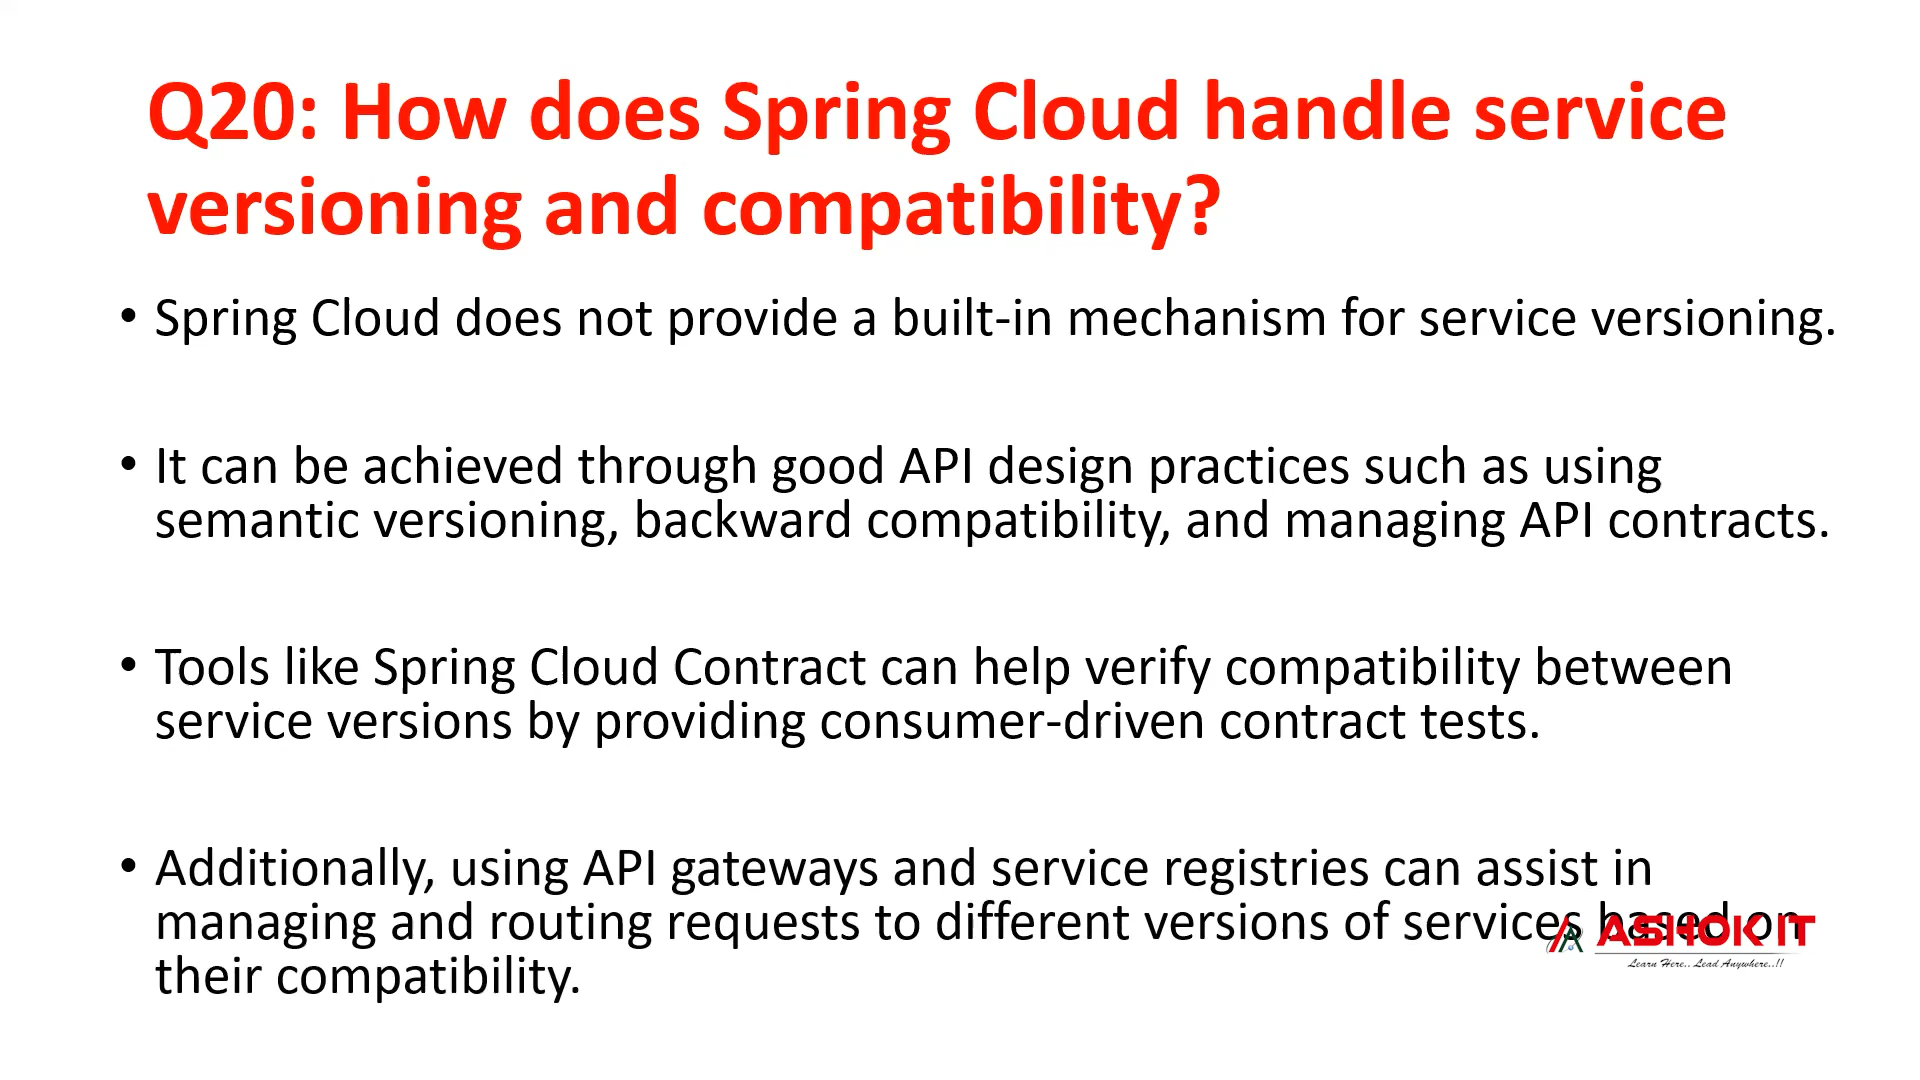 Q20: How does Spring Cloud handle service
versioning and compatibility?
• Spring Cloud does not provide a built-in mechanism for service versioning.
• It can be achieved through good API design practices such as using
semantic versioning, backward compatibility, and managing API contracts.
• Tools like Spring Cloud Contract can help verify compatibility between
service versions by providing consumer-driven contract tests.
• Additionally, using API gateways and service registries can assist in
managing and routing requests to different versions of services based on
their compatibility.
ASHOK IT
Learn Here.. Lead Anywhere..!!